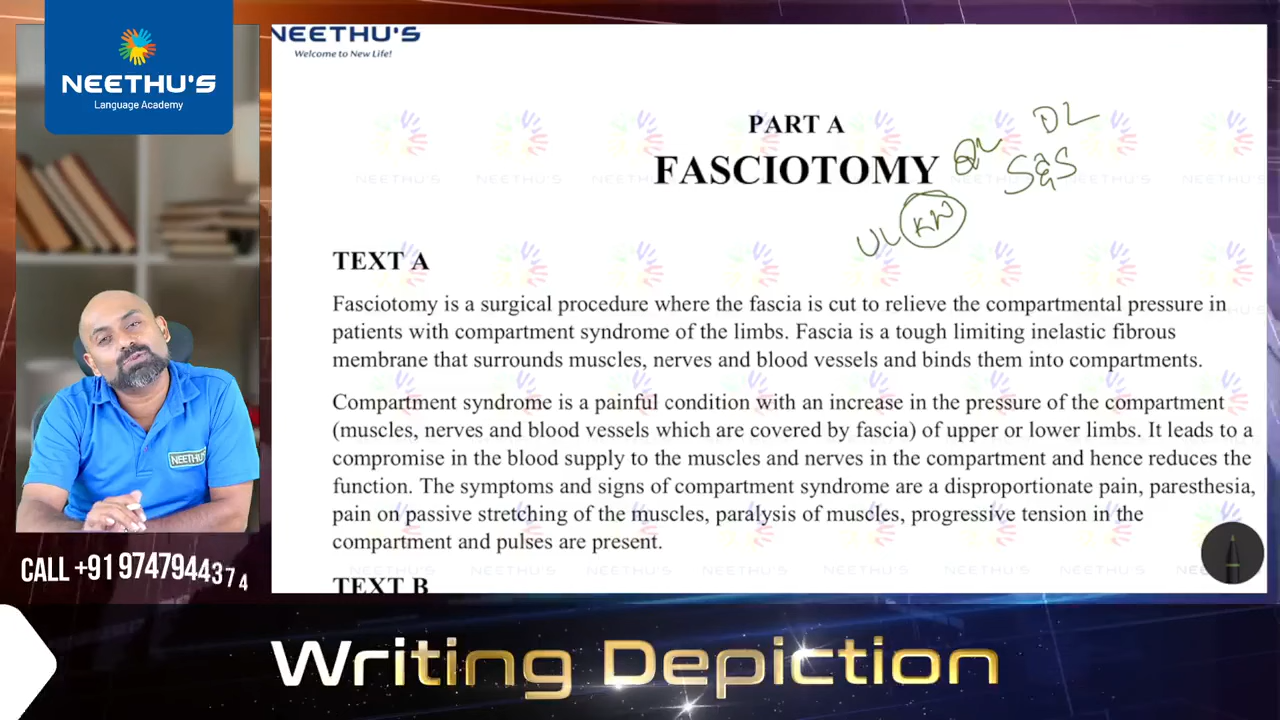 NEETHU'S
Language Academy
NEETHU'S
Welcome to New Life!
PART A
FASCIOTOMY
DL
S&S
KW
TEXT A
Fasciotomy is a surgical procedure where the fascia is cut to relieve the compartmental pressure in
patients with compartment syndrome of the limbs. Fascia is a tough limiting inelastic fibrous
membrane that surrounds muscles, nerves and blood vessels and binds them into compartments.
Compartment syndrome is a painful condition with an increase in the pressure of the compartment
(muscles, nerves and blood vessels which are covered by fascia) of upper or lower limbs. It leads to a
compromise in the blood supply to the muscles and nerves in the compartment and hence reduces the
function. The symptoms and signs of compartment syndrome are a disproportionate pain, paresthesia,
pain on passive stretching of the muscles, paralysis of muscles, progressive tension in the
compartment and pulses are present.
TEXT B
NEETHU'S
CALL +91 9747944374
Writing Depiction